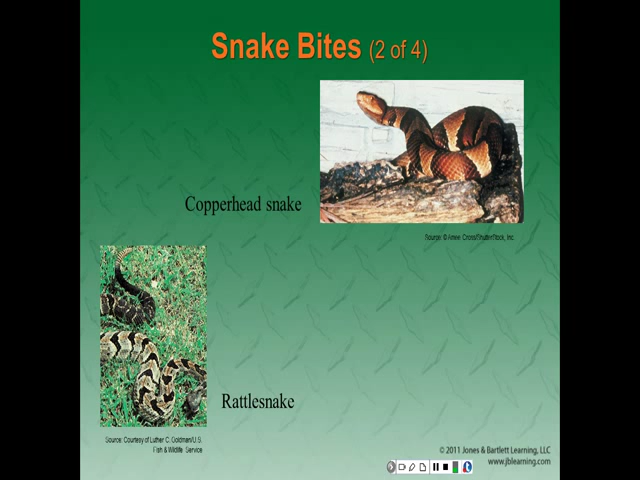 Snake Bites (2 of 4)
Copperhead snake
Source: © Amee Cross/ShutterStock, Inc.
Rattlesnake
Source: Courtesy of Luther C. Goldman/U.S.
Fish & Wildlife Service
© 2011 Jones & Bartlett Learning, LLC
www.jblearning.com